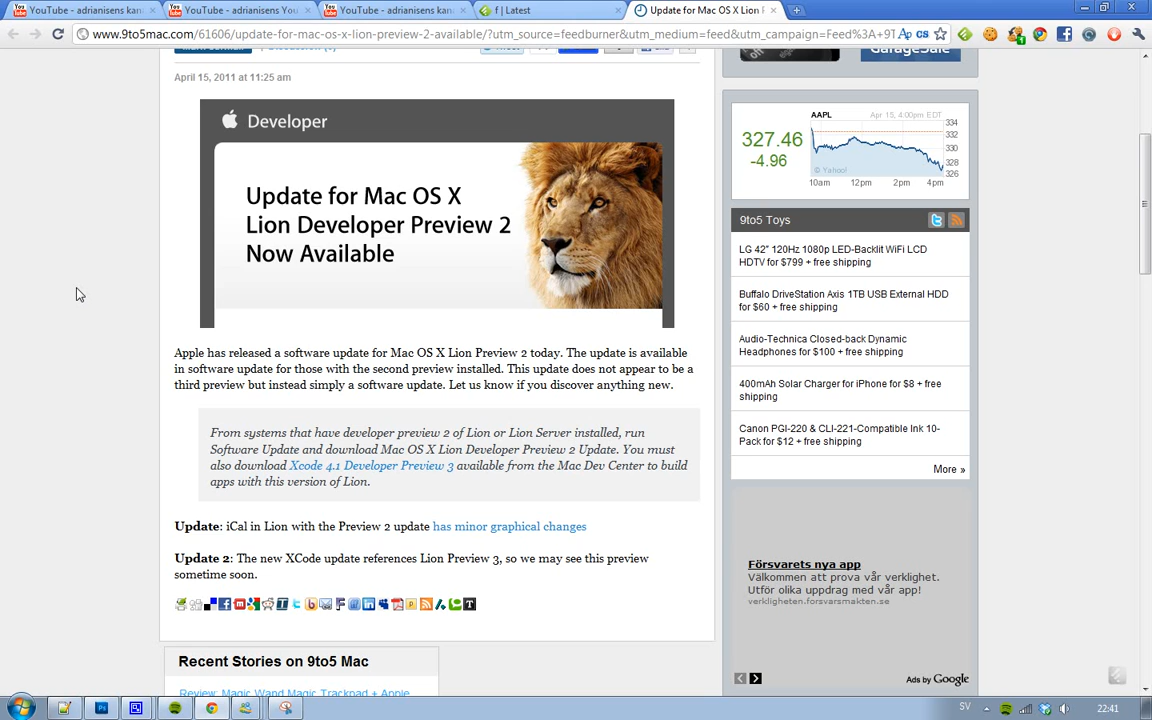 YouTube - adrianisens kan
YouTube - adrianisens You
YouTube - adrianisens kan
f | Latest
Update for Mac OS X Lion
www.9to5mac.com/61606/update-for-mac-os-x-lion-preview-2-available/?utm_source=feedburner&utm_medium=feed&utm_campaign=Feed%3A+9T
April 15, 2011 at 11:25 am
Developer
Update for Mac OS X
Lion Developer Preview 2
Now Available
Apple has released a software update for Mac OS X Lion Preview 2 today. The update is available
in software update for those with the second preview installed. This update does not appear to be a
third preview but instead simply a software update. Let us know if you discover anything new.
From systems that have developer preview 2 of Lion or Lion Server installed, run
Software Update and download Mac OS X Lion Developer Preview 2 Update. You must
also download Xcode 4.1 Developer Preview 3 available from the Mac Dev Center to build
apps with this version of Lion.
Update: iCal in Lion with the Preview 2 update has minor graphical changes
Update 2: The new XCode update references Lion Preview 3, so we may see this preview
sometime soon.
Recent Stories on 9to5 Mac
Review: Magic Wand Magic Trackpad + Apple
GarageSale
AAPL
Apr 15, 4:00pm EDT
327.46
-4.96
334
332
330
328
326
© Yahoo!
10am 12pm 2pm 4pm
9to5 Toys
LG 42" 120Hz 1080p LED-Backlit WiFi LCD
HDTV for $799 + free shipping
Buffalo DriveStation Axis 1TB USB External HDD
for $60 + free shipping
Audio-Technica Closed-back Dynamic
Headphones for $100 + free shipping
400mAh Solar Charger for iPhone for $8 + free
shipping
Canon PGI-220 & CLI-221-Compatible Ink 10-
Pack for $12 + free shipping
More »
Försvarets nya app
Välkommen att prova vår verklighet.
Utför olika uppdrag med vår app!
verkligheten.forsvarsmakten.se
Ads by Google
SV
22:41